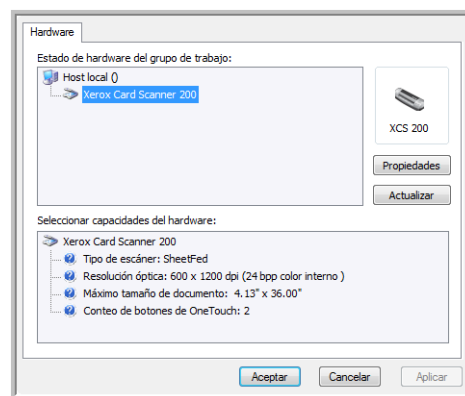 Hardware
Estado de hardware del grupo de trabajo:
Host local ()
Xerox Card Scanner 200
XCS 200
Propiedades
Actualizar
Seleccionar capacidades del hardware:
Xerox Card Scanner 200
Tipo de escáner: SheetFed
Resolución óptica: 600 x 1200 dpi (24 bpp color interno )
Máximo tamaño de documento: 4.13" x 36.00"
Conteo de botones de OneTouch: 2
Aceptar
Cancelar
Aplicar